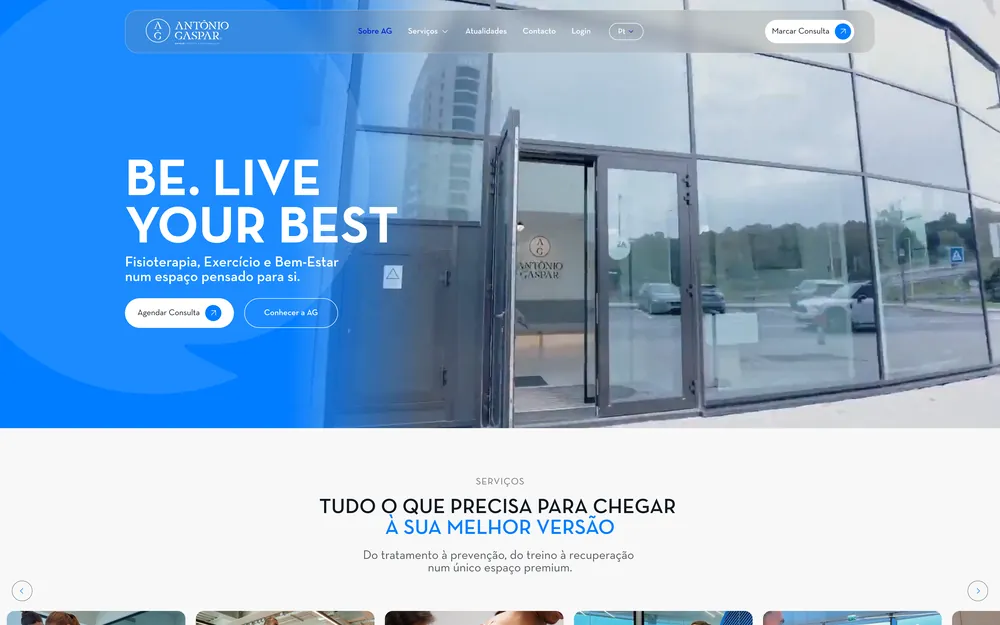 AG
ANTÓNIO
GASPAR
Sobre AG
Serviços
Atualidades
Contacto
Login
Pt
Marcar Consulta
BE. LIVE
YOUR BEST
Fisioterapia, Exercício e Bem-Estar
num espaço pensado para si.
Agendar Consulta
Conhecer a AG
AG
ANTÓNIO
GASPAR
SERVIÇOS
TUDO O QUE PRECISA PARA CHEGAR
À SUA MELHOR VERSÃO
Do tratamento à prevenção, do treino à recuperação
num único espaço premium.